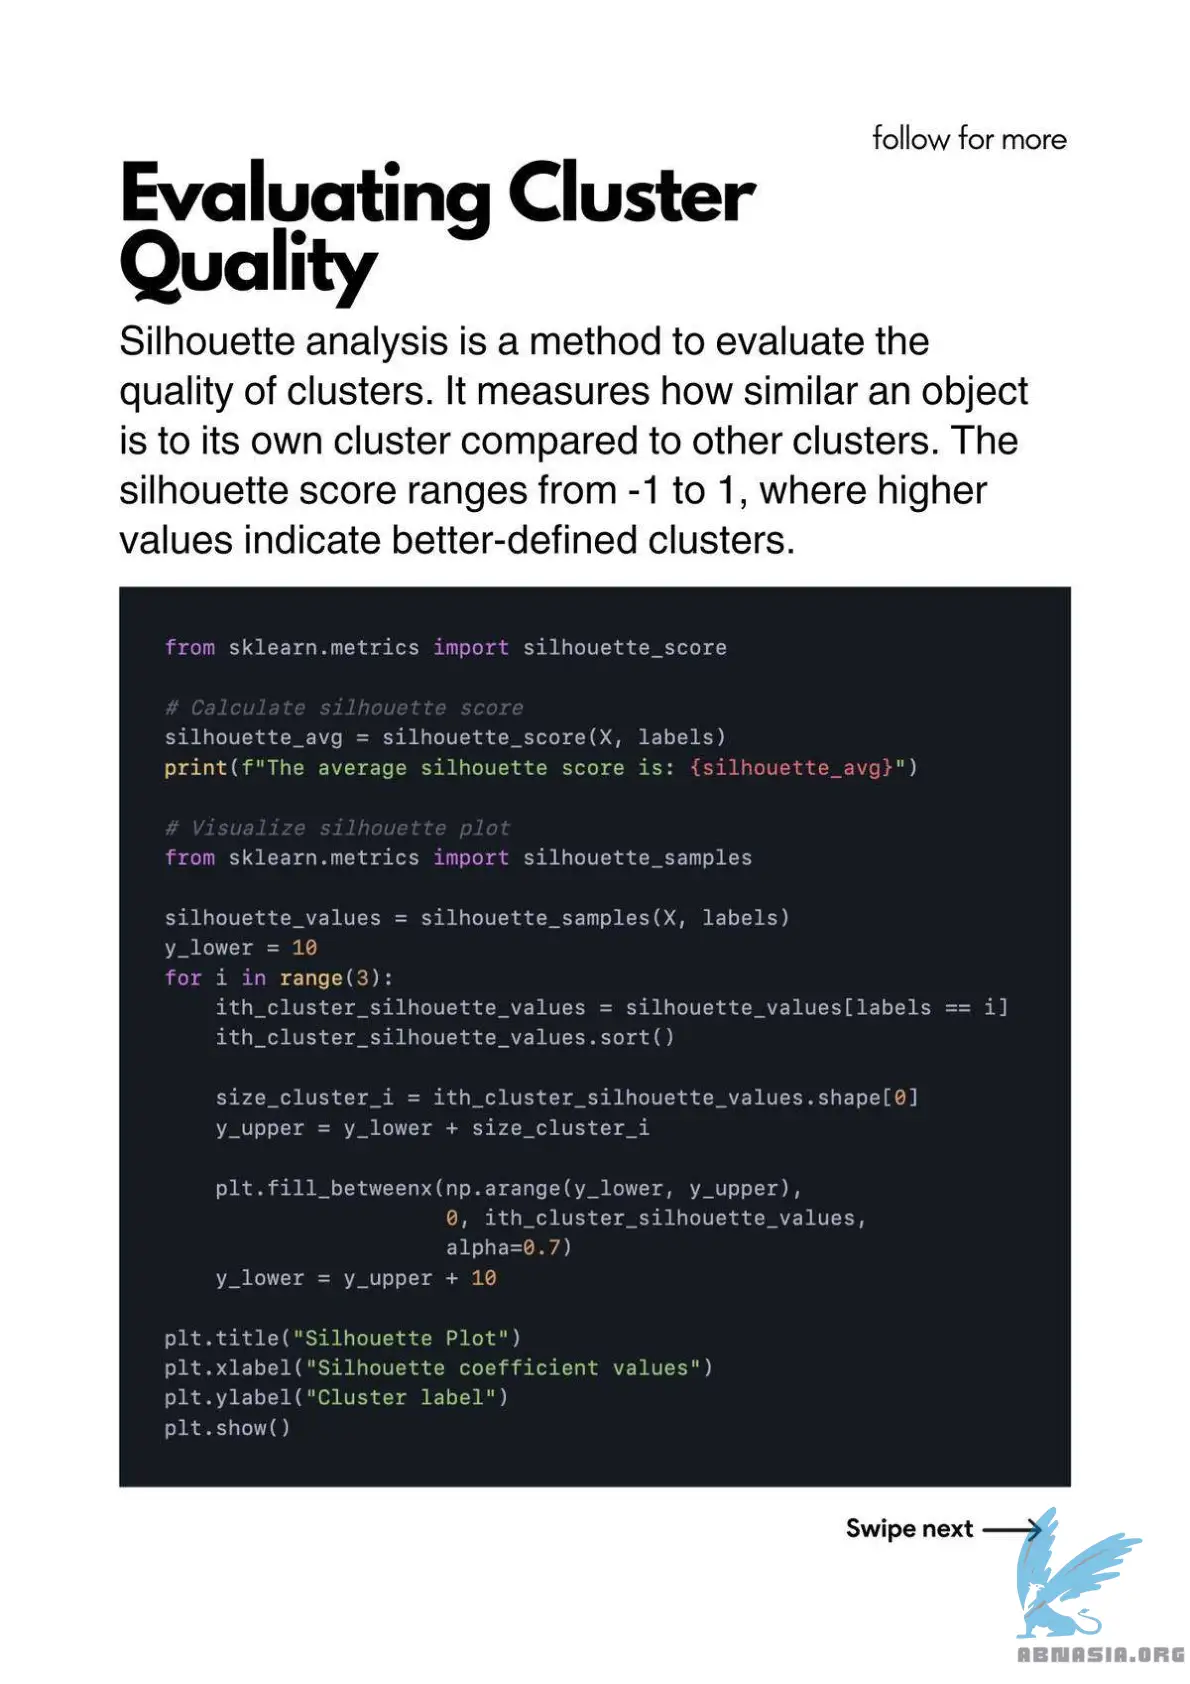 follow for more
Evaluating Cluster
Quality
Silhouette analysis is a method to evaluate the
quality of clusters. It measures how similar an object
is to its own cluster compared to other clusters. The
silhouette score ranges from -1 to 1, where higher
values indicate better-defined clusters.
from sklearn.metrics import silhouette_score
# Calculate silhouette score
silhouette_avg = silhouette_score(X, labels)
print(f"The average silhouette score is: {silhouette_avg}")
# Visualize silhouette plot
from sklearn.metrics import silhouette_samples
silhouette_values = silhouette_samples(X, labels)
y_lower = 10
for i in range(3):
    ith_cluster_silhouette_values = silhouette_values[labels == i]
    ith_cluster_silhouette_values.sort()
    size_cluster_i = ith_cluster_silhouette_values.shape[0]
    y_upper = y_lower + size_cluster_i
    plt.fill_betweenx(np.arange(y_lower, y_upper),
                      0, ith_cluster_silhouette_values,
                      alpha=0.7)
    y_lower = y_upper + 10
plt.title("Silhouette Plot")
plt.xlabel("Silhouette coefficient values")
plt.ylabel("Cluster label")
plt.show()
Swipe next
ABNASIA.ORG